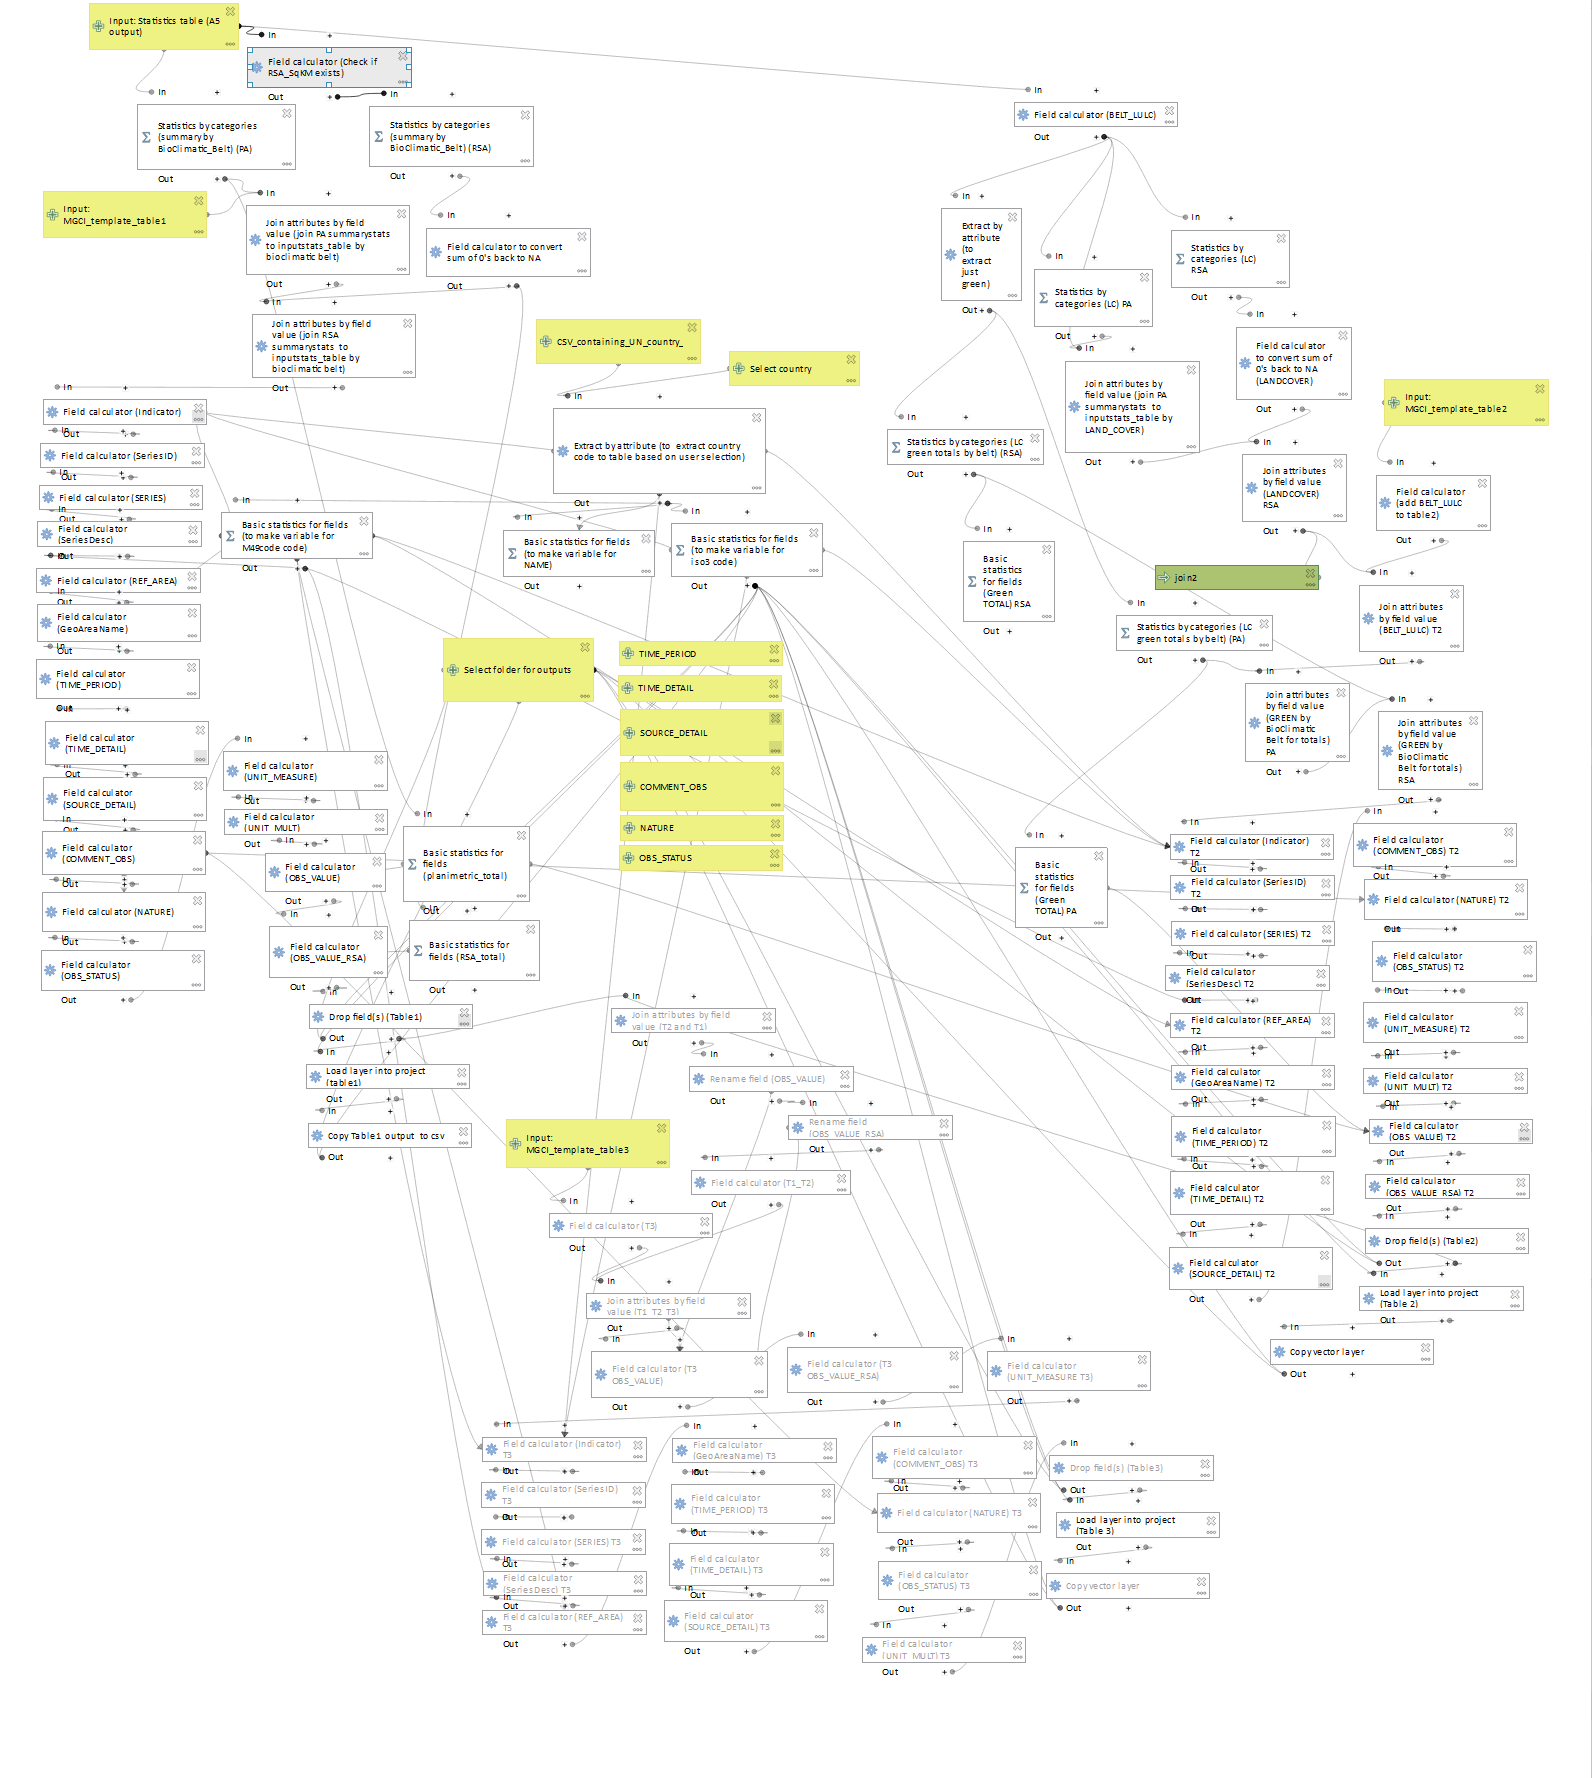 Input: Statistics table (A5
output)
In
Field calculator (Check if
RSA_SqKM exists)
Out
In
In
Statistics by categories
(summary by
BioClimatic_Belt) (PA)
Out
Statistics by categories
(summary by
BioClimatic_Belt) (RSA)
Out
In
Field calculator (BELT_LULC)
Out
Input:
MGCI_template_table1
In
Join attributes by field
value (join PA summarystats
to inputstats_table by
bioclimatic belt)
Out
In
Field calculator to convert
sum of 0's back to NA
Out
In
Join attributes by field
value (join RSA
summarystats to
inputstats_table by
bioclimatic belt)
Out
In
Extract by
attribute
(to
extract
just
green)
Out
In
Statistics by
categories (LC) PA
Out
In
Statistics by
categories (LC)
RSA
Out
In
Field calculator
to convert sum of
0's back to NA
(LANDCOVER)
Out
In
Join attributes by
field value (join PA
summarystats to
inputstats_table by
LAND_COVER)
Out
CSV_containing_UN_country_
Select country
In
Extract by attribute (to extract country
code to table based on user selection)
Out
Input:
MGCI_template_table2
In
Field calculator
(add BELT_LULC
to table2)
Out
In
Statistics by categories (LC
green totals by belt) (RSA)
Out
In
Join attributes
by field value
(LANDCOVER)
RSA
Out
In
Field calculator (Indicator)
Out
In
Field calculator (SeriesID)
Out
In
Field calculator (SERIES)
Out
In
Field calculator
(SeriesDesc)
Out
In
Field calculator (REF_AREA)
Out
In
Field calculator
(GeoAreaName)
Out
In
Field calculator
(TIME_PERIOD)
Out
In
Field calculator
(TIME_DETAIL)
Out
In
Field calculator
(SOURCE_DETAIL)
Out
In
Field calculator
(COMMENT_OBS)
Out
In
Field calculator (NATURE)
Out
In
Field calculator
(OBS_STATUS)
Out
In
Basic statistics for fields
(to make variable for
M49code code)
Out
In
Basic statistics for fields
(to make variable for
NAME)
Out
In
Basic statistics for fields
(to make variable for
iso3 code)
Out
In
Basic
statistics
for fields
(Green
TOTAL) RSA
Out
join2
In
Statistics by categories (LC
green totals by belt) (PA)
Out
In
Join attributes
by field value
(BELT_LULC) T2
Out
In
Join attributes
by field value
(GREEN by
BioClimatic
Belt for totals)
PA
Out
In
Join attributes
by field value
(GREEN by
BioClimatic
Belt for totals)
RSA
Out
Select folder for outputs
TIME_PERIOD
TIME_DETAIL
SOURCE_DETAIL
COMMENT_OBS
NATURE
OBS_STATUS
In
Field calculator
(UNIT_MEASURE)
Out
In
Field calculator
(UNIT_MULT)
Out
In
Field calculator
(OBS_VALUE)
Out
In
Field calculator
(OBS_VALUE_RSA)
Out
In
Basic statistics for
fields
(planimetric_total)
Out
In
Basic statistics for
fields (RSA_total)
Out
In
Drop field(s) (Table1)
Out
In
Load layer into project
(table1)
Out
In
Copy Table1 output to csv
Out
In
Basic
statistics
for fields
(Green
TOTAL) PA
Out
In
Field calculator (Indicator)
T2
Out
In
Field calculator (SeriesID)
T2
Out
In
Field calculator (SERIES) T2
Out
In
Field calculator
(SeriesDesc) T2
Out
In
Field calculator (REF_AREA)
T2
Out
In
Field calculator
(GeoAreaName) T2
Out
In
Field calculator
(TIME_PERIOD) T2
Out
In
Field calculator
(TIME_DETAIL) T2
Out
In
Field calculator
(SOURCE_DETAIL) T2
Out
In
Field calculator
(COMMENT_OBS) T2
Out
In
Field calculator (NATURE) T2
Out
In
Field calculator
(OBS_STATUS) T2
Out
In
Field calculator
(UNIT_MEASURE) T2
Out
In
Field calculator
(UNIT_MULT) T2
Out
In
Field calculator
(OBS_VALUE) T2
Out
In
Field calculator
(OBS_VALUE_RSA) T2
Out
In
Drop field(s) (Table2)
Out
In
Load layer into project
(Table 2)
Out
In
Copy vector layer
Out
In
Join attributes by field
value (T2 and T1)
Out
In
Rename field (OBS_VALUE)
Out
In
Rename field
(OBS_VALUE_RSA)
Out
In
Field calculator (T1_T2)
Out
Input:
MGCI_template_table3
In
Field calculator (T3)
Out
In
Join attributes by field
value (T1_T2_T3)
Out
In
Field calculator (T3
OBS_VALUE)
Out
In
Field calculator (T3
OBS_VALUE_RSA)
Out
In
Field calculator
(UNIT_MEASURE T3)
Out
In
Field calculator (Indicator)
T3
Out
In
Field calculator (SeriesID)
T3
Out
In
Field calculator (SERIES) T3
Out
In
Field calculator
(SeriesDesc) T3
Out
In
Field calculator (REF_AREA)
T3
Out
In
Field calculator
(GeoAreaName) T3
Out
In
Field calculator
(TIME_PERIOD) T3
Out
In
Field calculator
(TIME_DETAIL) T3
Out
In
Field calculator
(SOURCE_DETAIL) T3
Out
In
Field calculator
(COMMENT_OBS) T3
Out
In
Field calculator (NATURE) T3
Out
In
Field calculator
(OBS_STATUS) T3
Out
In
Field calculator
(UNIT_MULT) T3
Out
In
Drop field(s) (Table3)
Out
In
Load layer into project
(Table 3)
Out
In
Copy vector layer
Out